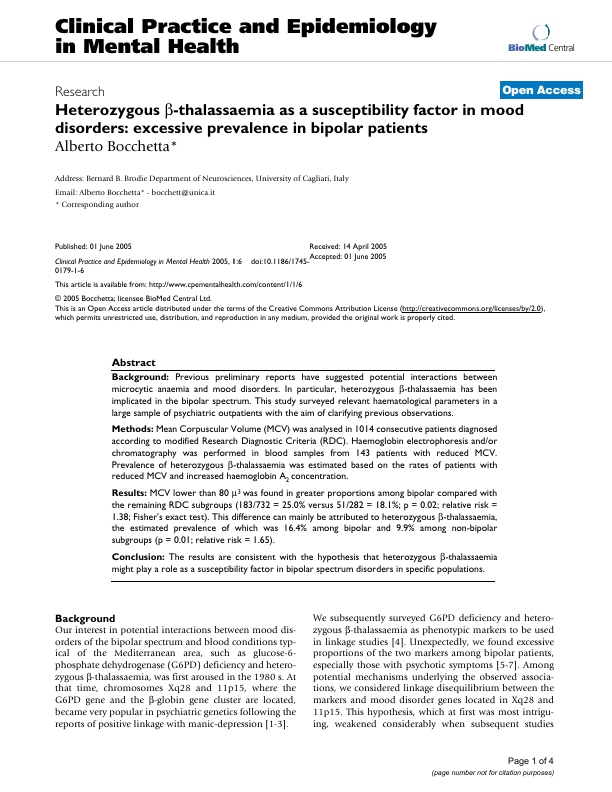 Clinical Practice and Epidemiology
in Mental Health
BioMed Central
Research
Open Access
Heterozygous β-thalassaemia as a susceptibility factor in mood
disorders: excessive prevalence in bipolar patients
Alberto Bocchetta*
Address: Bernard B. Brodie Department of Neurosciences, University of Cagliari, Italy
Email: Alberto Bocchetta* - bocchett@unica.it
* Corresponding author
Published: 01 June 2005
Clinical Practice and Epidemiology in Mental Health 2005, 1:6 doi:10.1186/1745-
0179-1-6
Received: 14 April 2005
Accepted: 01 June 2005
This article is available from: http://www.cpementalhealth.com/content/1/1/6
© 2005 Bocchetta; licensee BioMed Central Ltd.
This is an Open Access article distributed under the terms of the Creative Commons Attribution License (http://creativecommons.org/licenses/by/2.0),
which permits unrestricted use, distribution, and reproduction in any medium, provided the original work is properly cited.
Abstract
Background: Previous preliminary reports have suggested potential interactions between
microcytic anaemia and mood disorders. In particular, heterozygous β-thalassaemia has been
implicated in the bipolar spectrum. This study surveyed relevant haematological parameters in a
large sample of psychiatric outpatients with the aim of clarifying previous observations.
Methods: Mean Corpuscular Volume (MCV) was analysed in 1014 consecutive patients diagnosed
according to modified Research Diagnostic Criteria (RDC). Haemoglobin electrophoresis and/or
chromatography was performed in blood samples from 143 patients with reduced MCV.
Prevalence of heterozygous β-thalassaemia was estimated based on the rates of patients with
reduced MCV and increased haemoglobin A2 concentration.
Results: MCV lower than 80 μ³ was found in greater proportions among bipolar compared with
the remaining RDC subgroups (183/732 = 25.0% versus 51/282 = 18.1%; p = 0.02; relative risk =
1.38; Fisher's exact test). This difference can mainly be attributed to heterozygous β-thalassaemia,
the estimated prevalence of which was 16.4% among bipolar and 9.9% among non-bipolar
subgroups (p = 0.01; relative risk = 1.65).
Conclusion: The results are consistent with the hypothesis that heterozygous β-thalassaemia
might play a role as a susceptibility factor in bipolar spectrum disorders in specific populations.
Background
Our interest in potential interactions between mood dis-
orders of the bipolar spectrum and blood conditions typ-
ical of the Mediterranean area, such as glucose-6-
phosphate dehydrogenase (G6PD) deficiency and hetero-
zygous β-thalassaemia, was first aroused in the 1980 s. At
that time, chromosomes Xq28 and 11p15, where the
G6PD gene and the β-globin gene cluster are located,
became very popular in psychiatric genetics following the
reports of positive linkage with manic-depression [1-3].
We subsequently surveyed G6PD deficiency and hetero-
zygous β-thalassaemia as phenotypic markers to be used
in linkage studies [4]. Unexpectedly, we found excessive
proportions of the two markers among bipolar patients,
especially those with psychotic symptoms [5-7]. Among
potential mechanisms underlying the observed associa-
tions, we considered linkage disequilibrium between the
markers and mood disorder genes located in Xq28 and
11p15. This hypothesis, which at first was most intrigu-
ing, weakened considerably when subsequent studies
Page 1 of 4
(page number not for citation purposes)